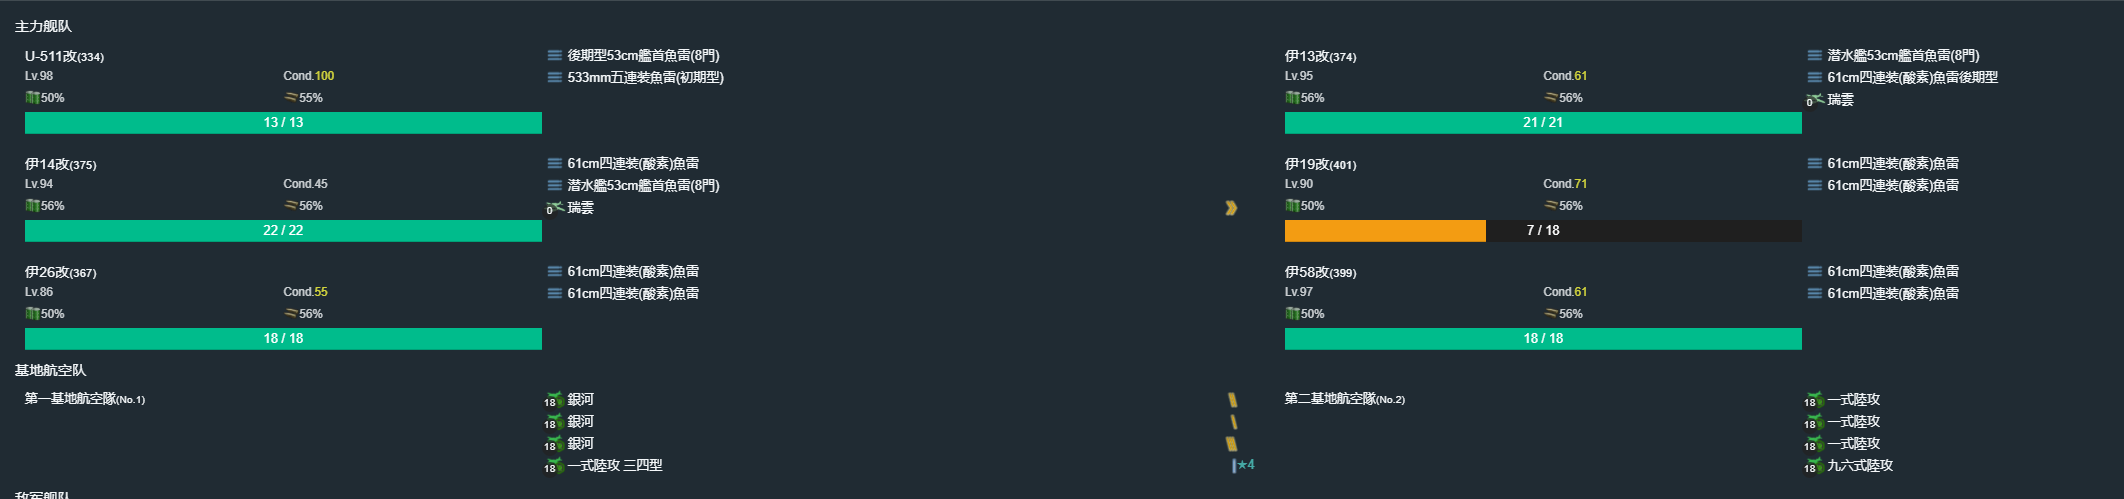 主力舰队
U-511改(334)
Lv.98 Cond.100
50% 55%
13 / 13
後期型53cm艦首魚雷(8門)
533mm五連装魚雷(初期型)
伊13改(374)
Lv.95 Cond.61
56% 56%
21 / 21
潜水艦53cm艦首魚雷(8門)
61cm四連装(酸素)魚雷後期型
0 瑞雲
伊14改(375)
Lv.94 Cond.45
56% 56%
22 / 22
61cm四連装(酸素)魚雷
潜水艦53cm艦首魚雷(8門)
0 瑞雲
伊19改(401)
Lv.90 Cond.71
50% 56%
7 / 18
61cm四連装(酸素)魚雷
61cm四連装(酸素)魚雷
伊26改(367)
Lv.86 Cond.55
50% 56%
18 / 18
61cm四連装(酸素)魚雷
61cm四連装(酸素)魚雷
伊58改(399)
Lv.97 Cond.61
50% 56%
18 / 18
61cm四連装(酸素)魚雷
61cm四連装(酸素)魚雷
基地航空队
第一基地航空隊(No.1)
18 銀河
18 銀河
18 銀河
18 一式陸攻 三四型 ★4
第二基地航空隊(No.2)
18 一式陸攻
18 一式陸攻
18 一式陸攻
18 九六式陸攻
敌军舰队